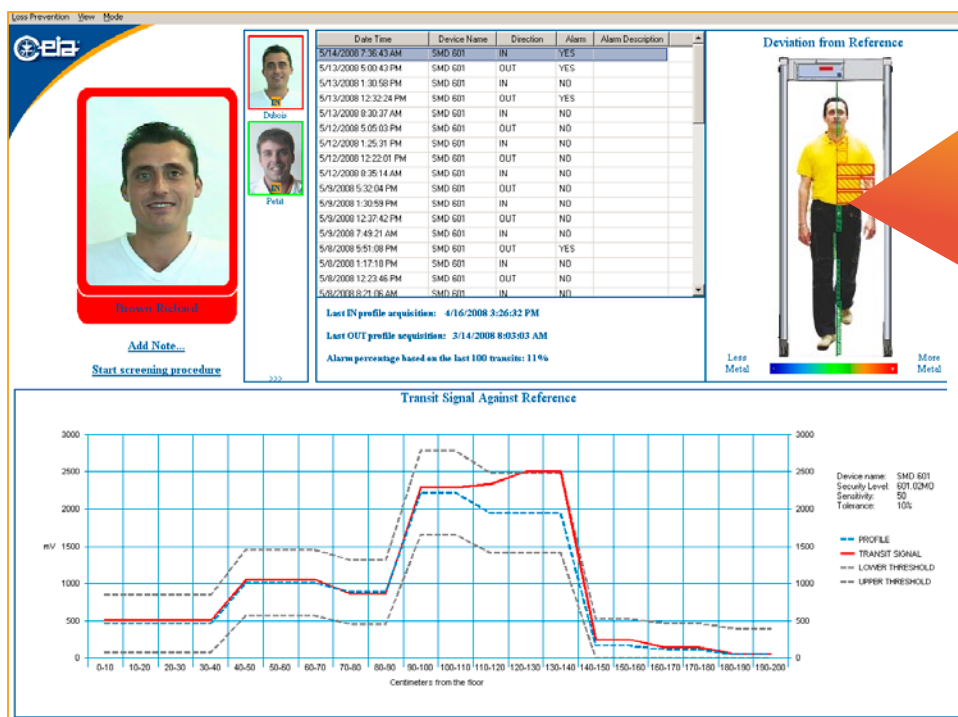 Loss Prevention View Mode
ceia
Brown Richard
Add Note...
Start screening procedure
IN
Dubois
IN
Petit
>>>
Date Time Device Name Direction Alarm Alarm Description
5/14/2008 7:36:43 AM SMD 601 IN YES
5/13/2008 5:00:43 PM SMD 601 OUT YES
5/13/2008 1:30:58 PM SMD 601 IN NO
5/13/2008 12:32:24 PM SMD 601 OUT YES
5/13/2008 8:30:37 AM SMD 601 IN NO
5/12/2008 5:05:03 PM SMD 601 OUT NO
5/12/2008 1:25:31 PM SMD 601 IN NO
5/12/2008 12:22:01 PM SMD 601 OUT NO
5/12/2008 8:35:14 AM SMD 601 IN NO
5/9/2008 5:32:04 PM SMD 601 OUT NO
5/9/2008 1:30:59 PM SMD 601 IN NO
5/9/2008 12:37:42 PM SMD 601 OUT NO
5/9/2008 7:49:21 AM SMD 601 IN NO
5/8/2008 5:51:08 PM SMD 601 OUT YES
5/8/2008 1:17:18 PM SMD 601 IN NO
5/8/2008 12:23:46 PM SMD 601 OUT NO
5/8/2008 8:21:06 AM SMD 601 IN NO
Last IN profile acquisition: 4/16/2008 3:26:32 PM
Last OUT profile acquisition: 3/14/2008 8:03:03 AM
Alarm percentage based on the last 100 transits: 11%
Deviation from Reference
Less Metal
More Metal
Transit Signal Against Reference
3000 3000
2500 2500
2000 2000
mV 1500 1500
1000 1000
500 500
0 0
0-10 10-20 20-30 30-40 40-50 50-60 60-70 70-80 80-90 90-100 100-110 110-120 120-130 130-140 140-150 150-160 160-170 170-180 180-190 190-200
Centimeters from the floor
Device name: SMD 601
Security Level: 601.02MO
Sensitivity: 50
Tolerance: 10%
PROFILE
TRANSIT SIGNAL
LOWER THRESHOLD
UPPER THRESHOLD